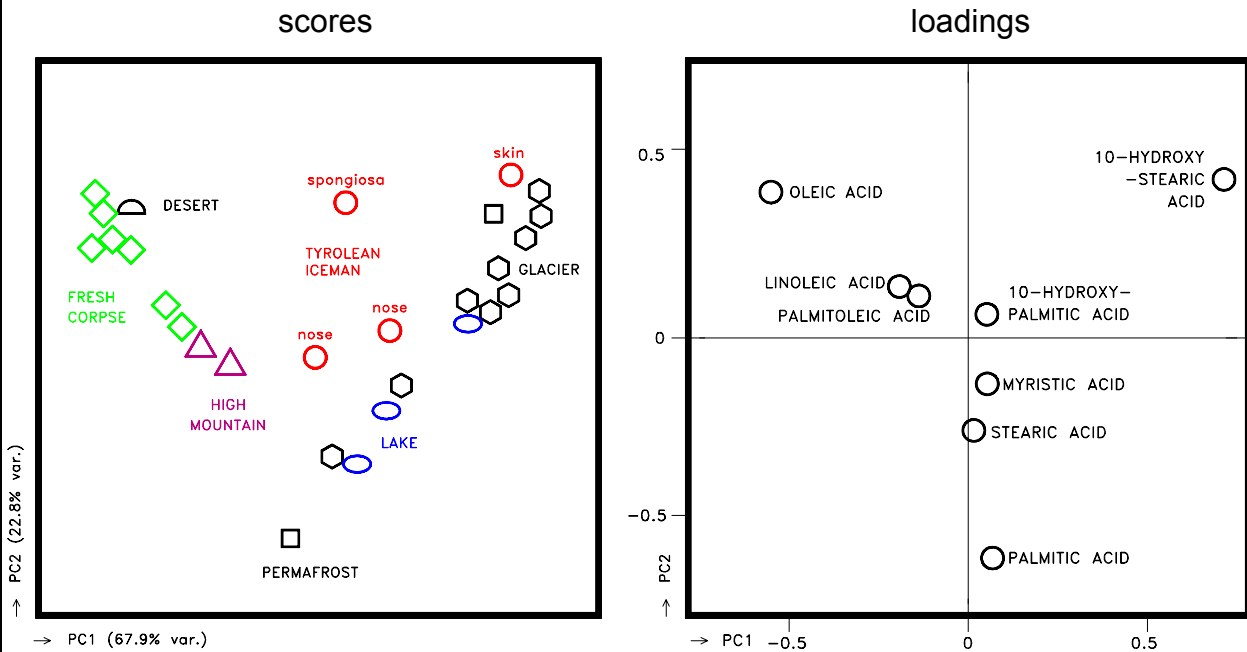 scores
skin
spongiosa
DESERT
TYROLEAN
ICEMAN
GLACIER
FRESH
CORPSE
nose
nose
HIGH
MOUNTAIN
LAKE
PERMAFROST
→ PC2 (22.8% var.)
→ PC1 (67.9% var.)
loadings
0.5
0
−0.5
10−HYDROXY
−STEARIC
ACID
OLEIC ACID
LINOLEIC ACID
PALMITOLEIC ACID
10−HYDROXY−
PALMITIC ACID
MYRISTIC ACID
STEARIC ACID
PALMITIC ACID
→ PC2
→ PC1
−0.5
0
0.5